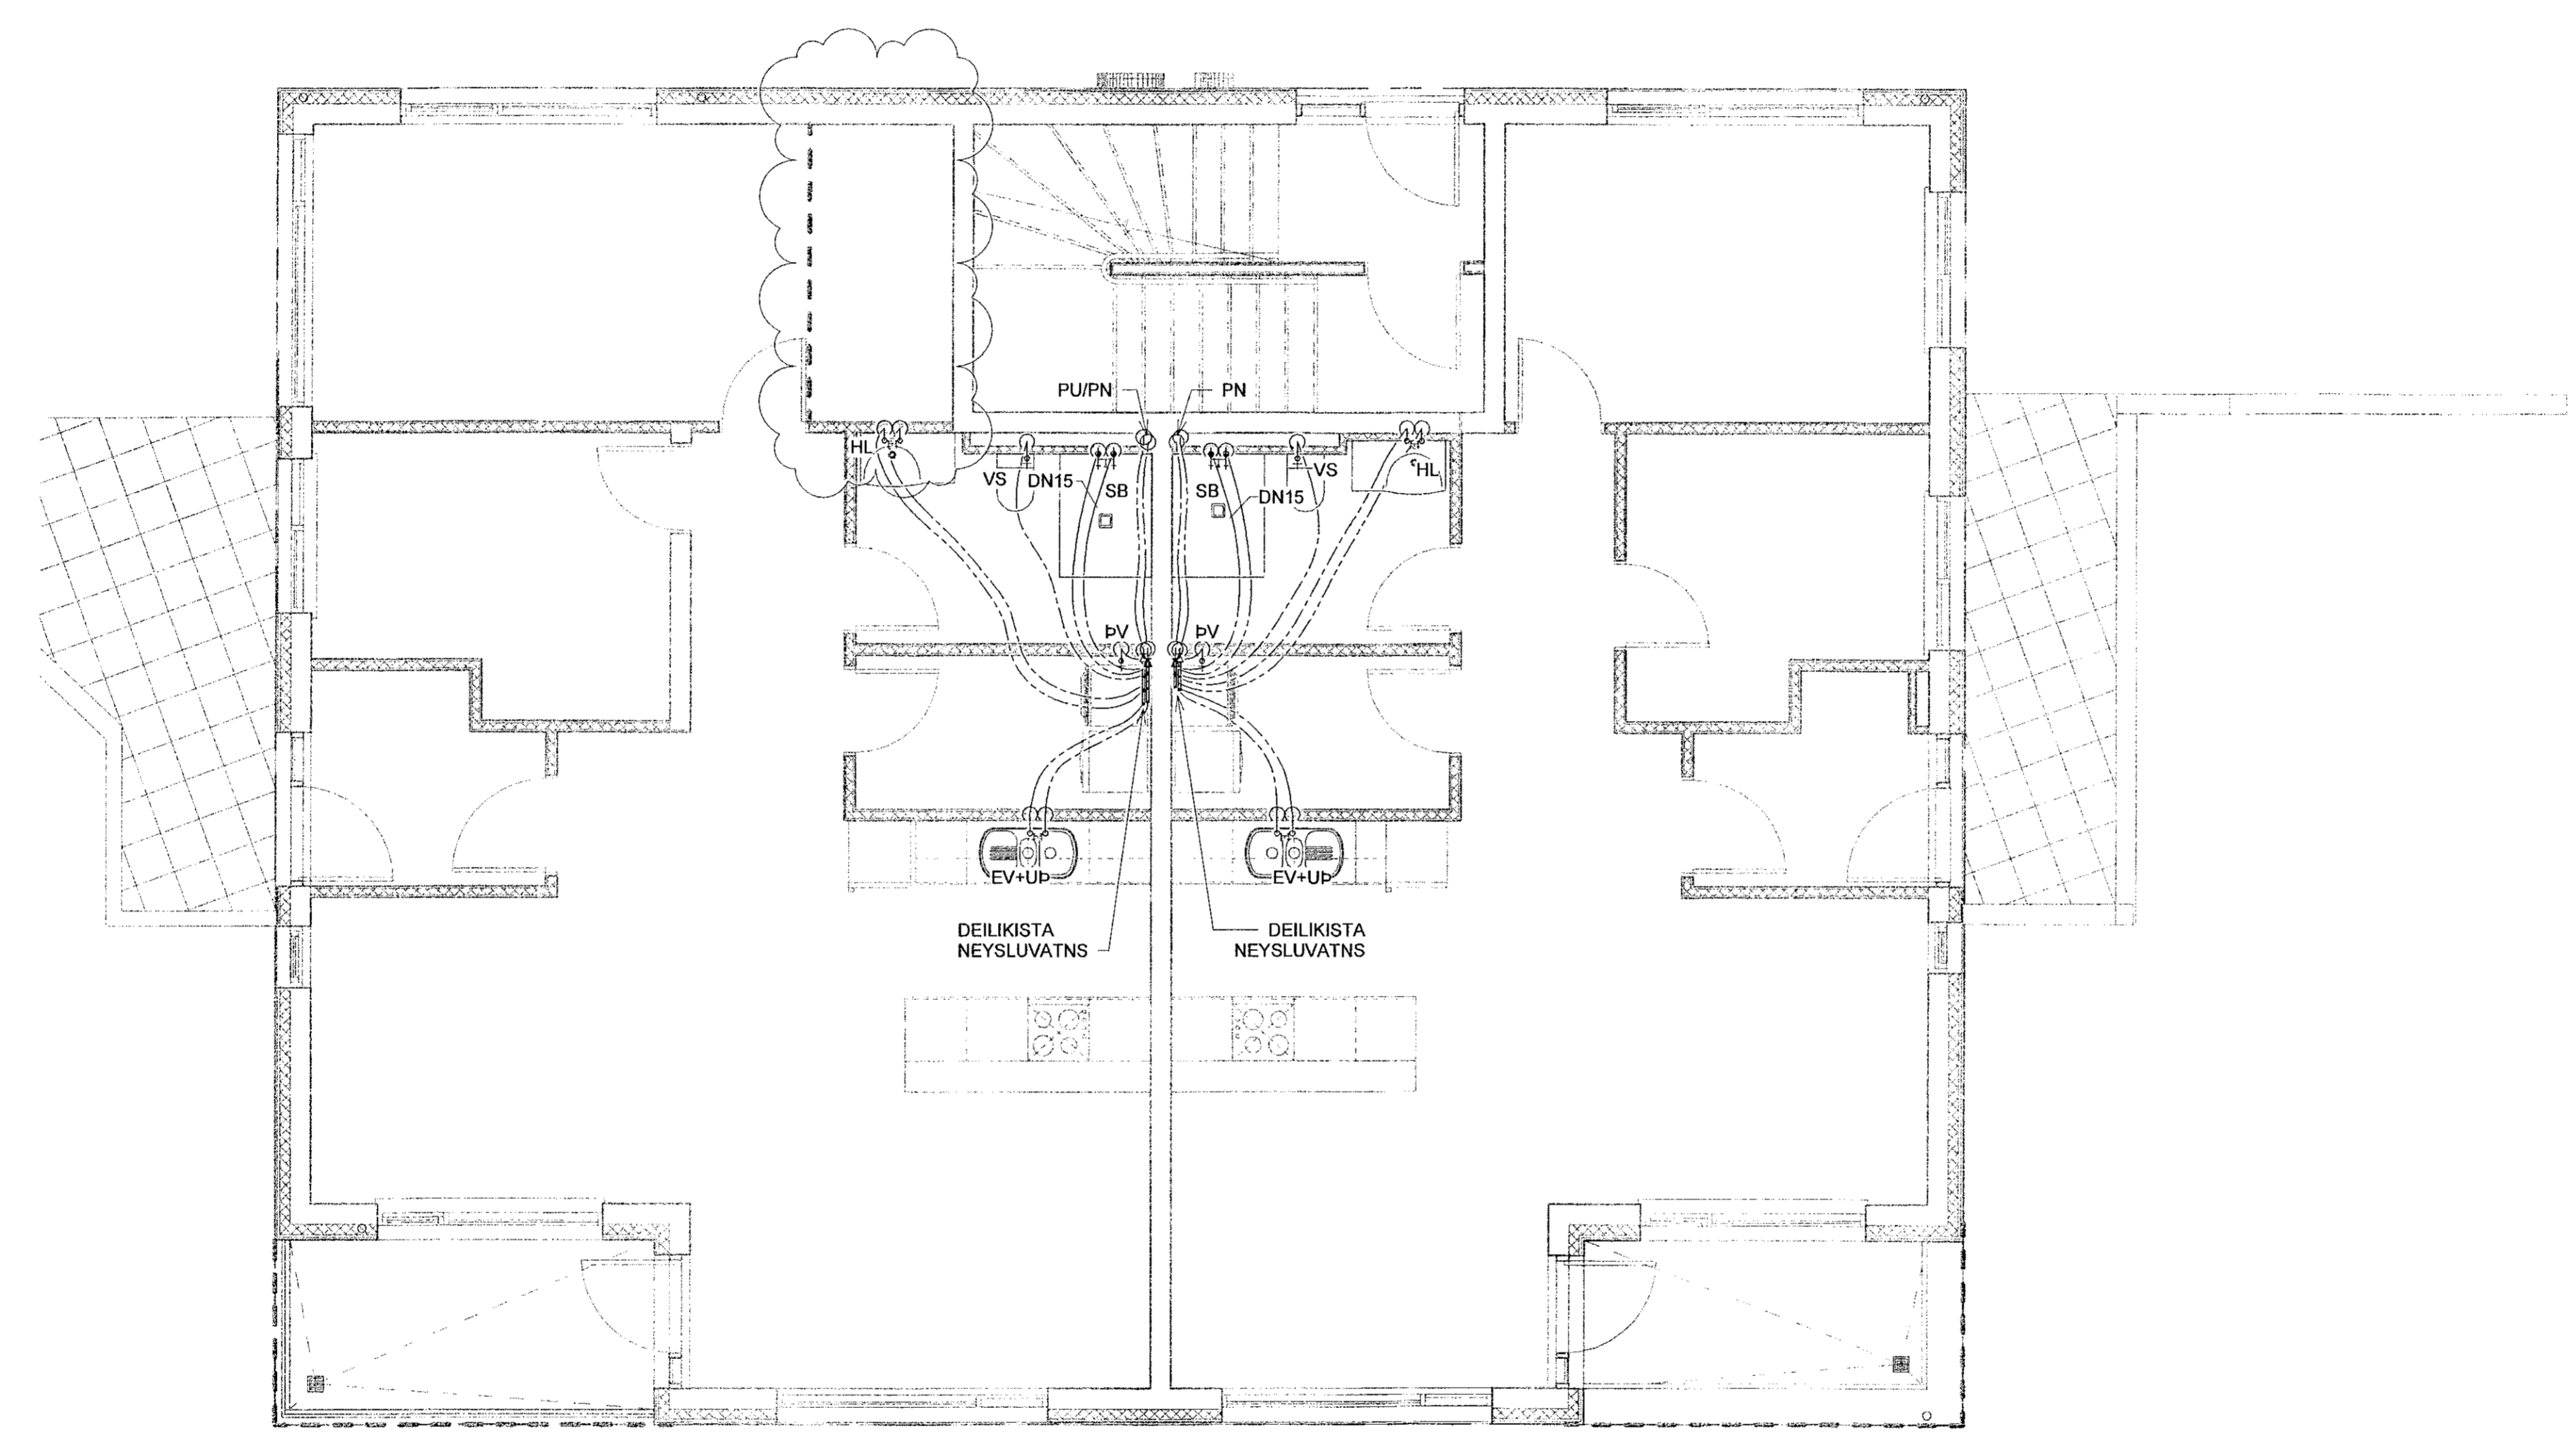 PU/PN
PN
HL
VS
DN15
SB
SB
DN15
VS
HL
ÞV
ÞV
EV+UÞ
EV+UÞ
DEILIKISTA
NEYSLUVATNS
DEILIKISTA
NEYSLUVATNS